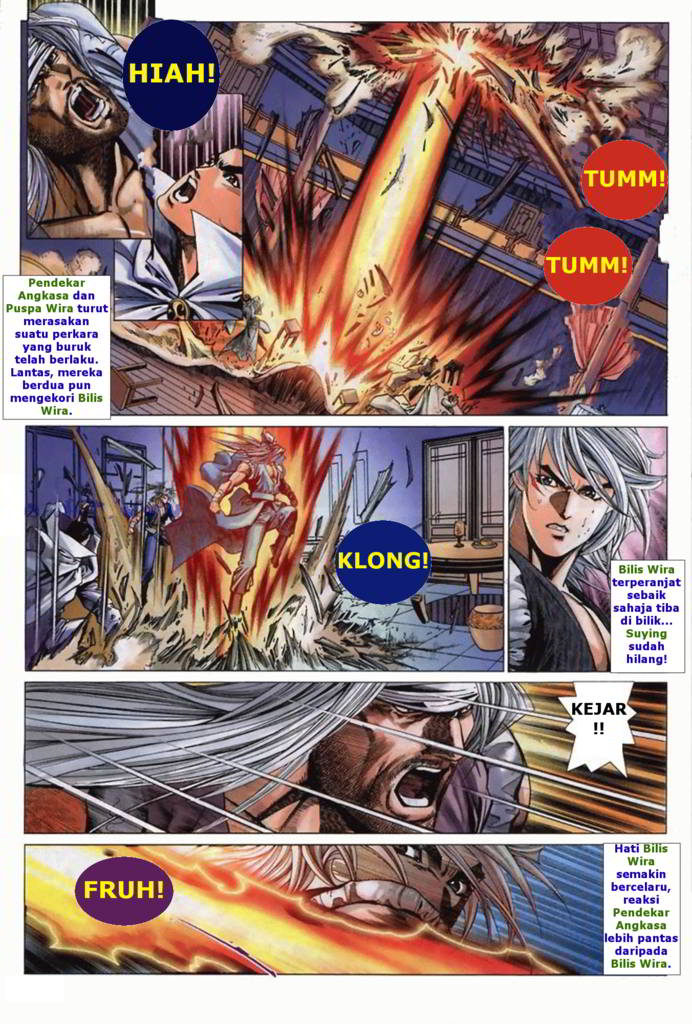 HIAH!
TUMM!
TUMM!
Pendekar
Angkasa dan
Puspa Wira turut
merasakan
suatu perkara
yang buruk
telah berlaku.
Lantas, mereka
berdua pun
mengekori Bilis
Wira.
KLONG!
Bilis Wira
terperanjat
sebaik
sahaja tiba
di bilik...
Suying
sudah
hilang!
KEJAR
!!
FRUH!
Hati Bilis
Wira
semakin
bercelaru,
reaksi
Pendekar
Angkasa
lebih pantas
daripada
Bilis Wira.